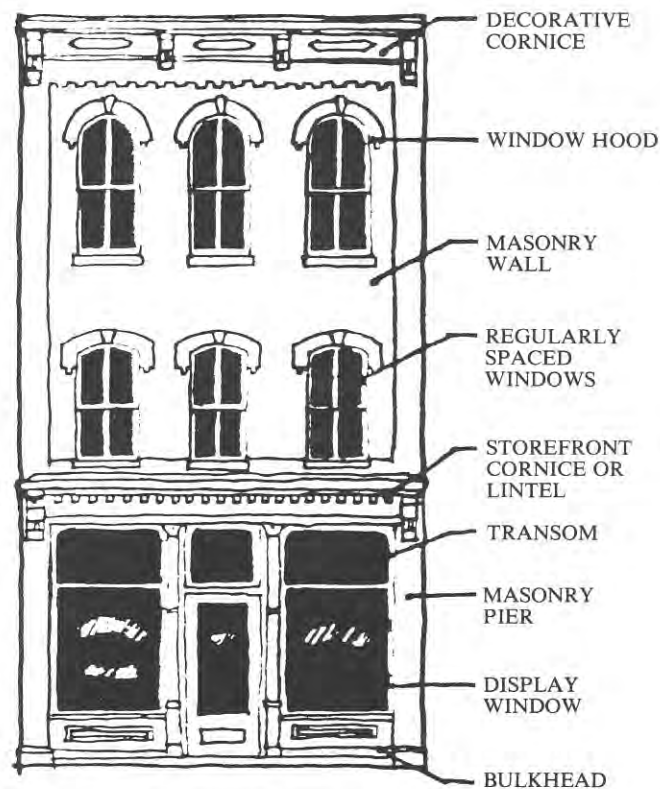 DECORATIVE
CORNICE
WINDOW HOOD
MASONRY
WALL
REGULARLY
SPACED
WINDOWS
STOREFRONT
CORNICE OR
LINTEL
TRANSOM
MASONRY
PIER
DISPLAY
WINDOW
BULKHEAD